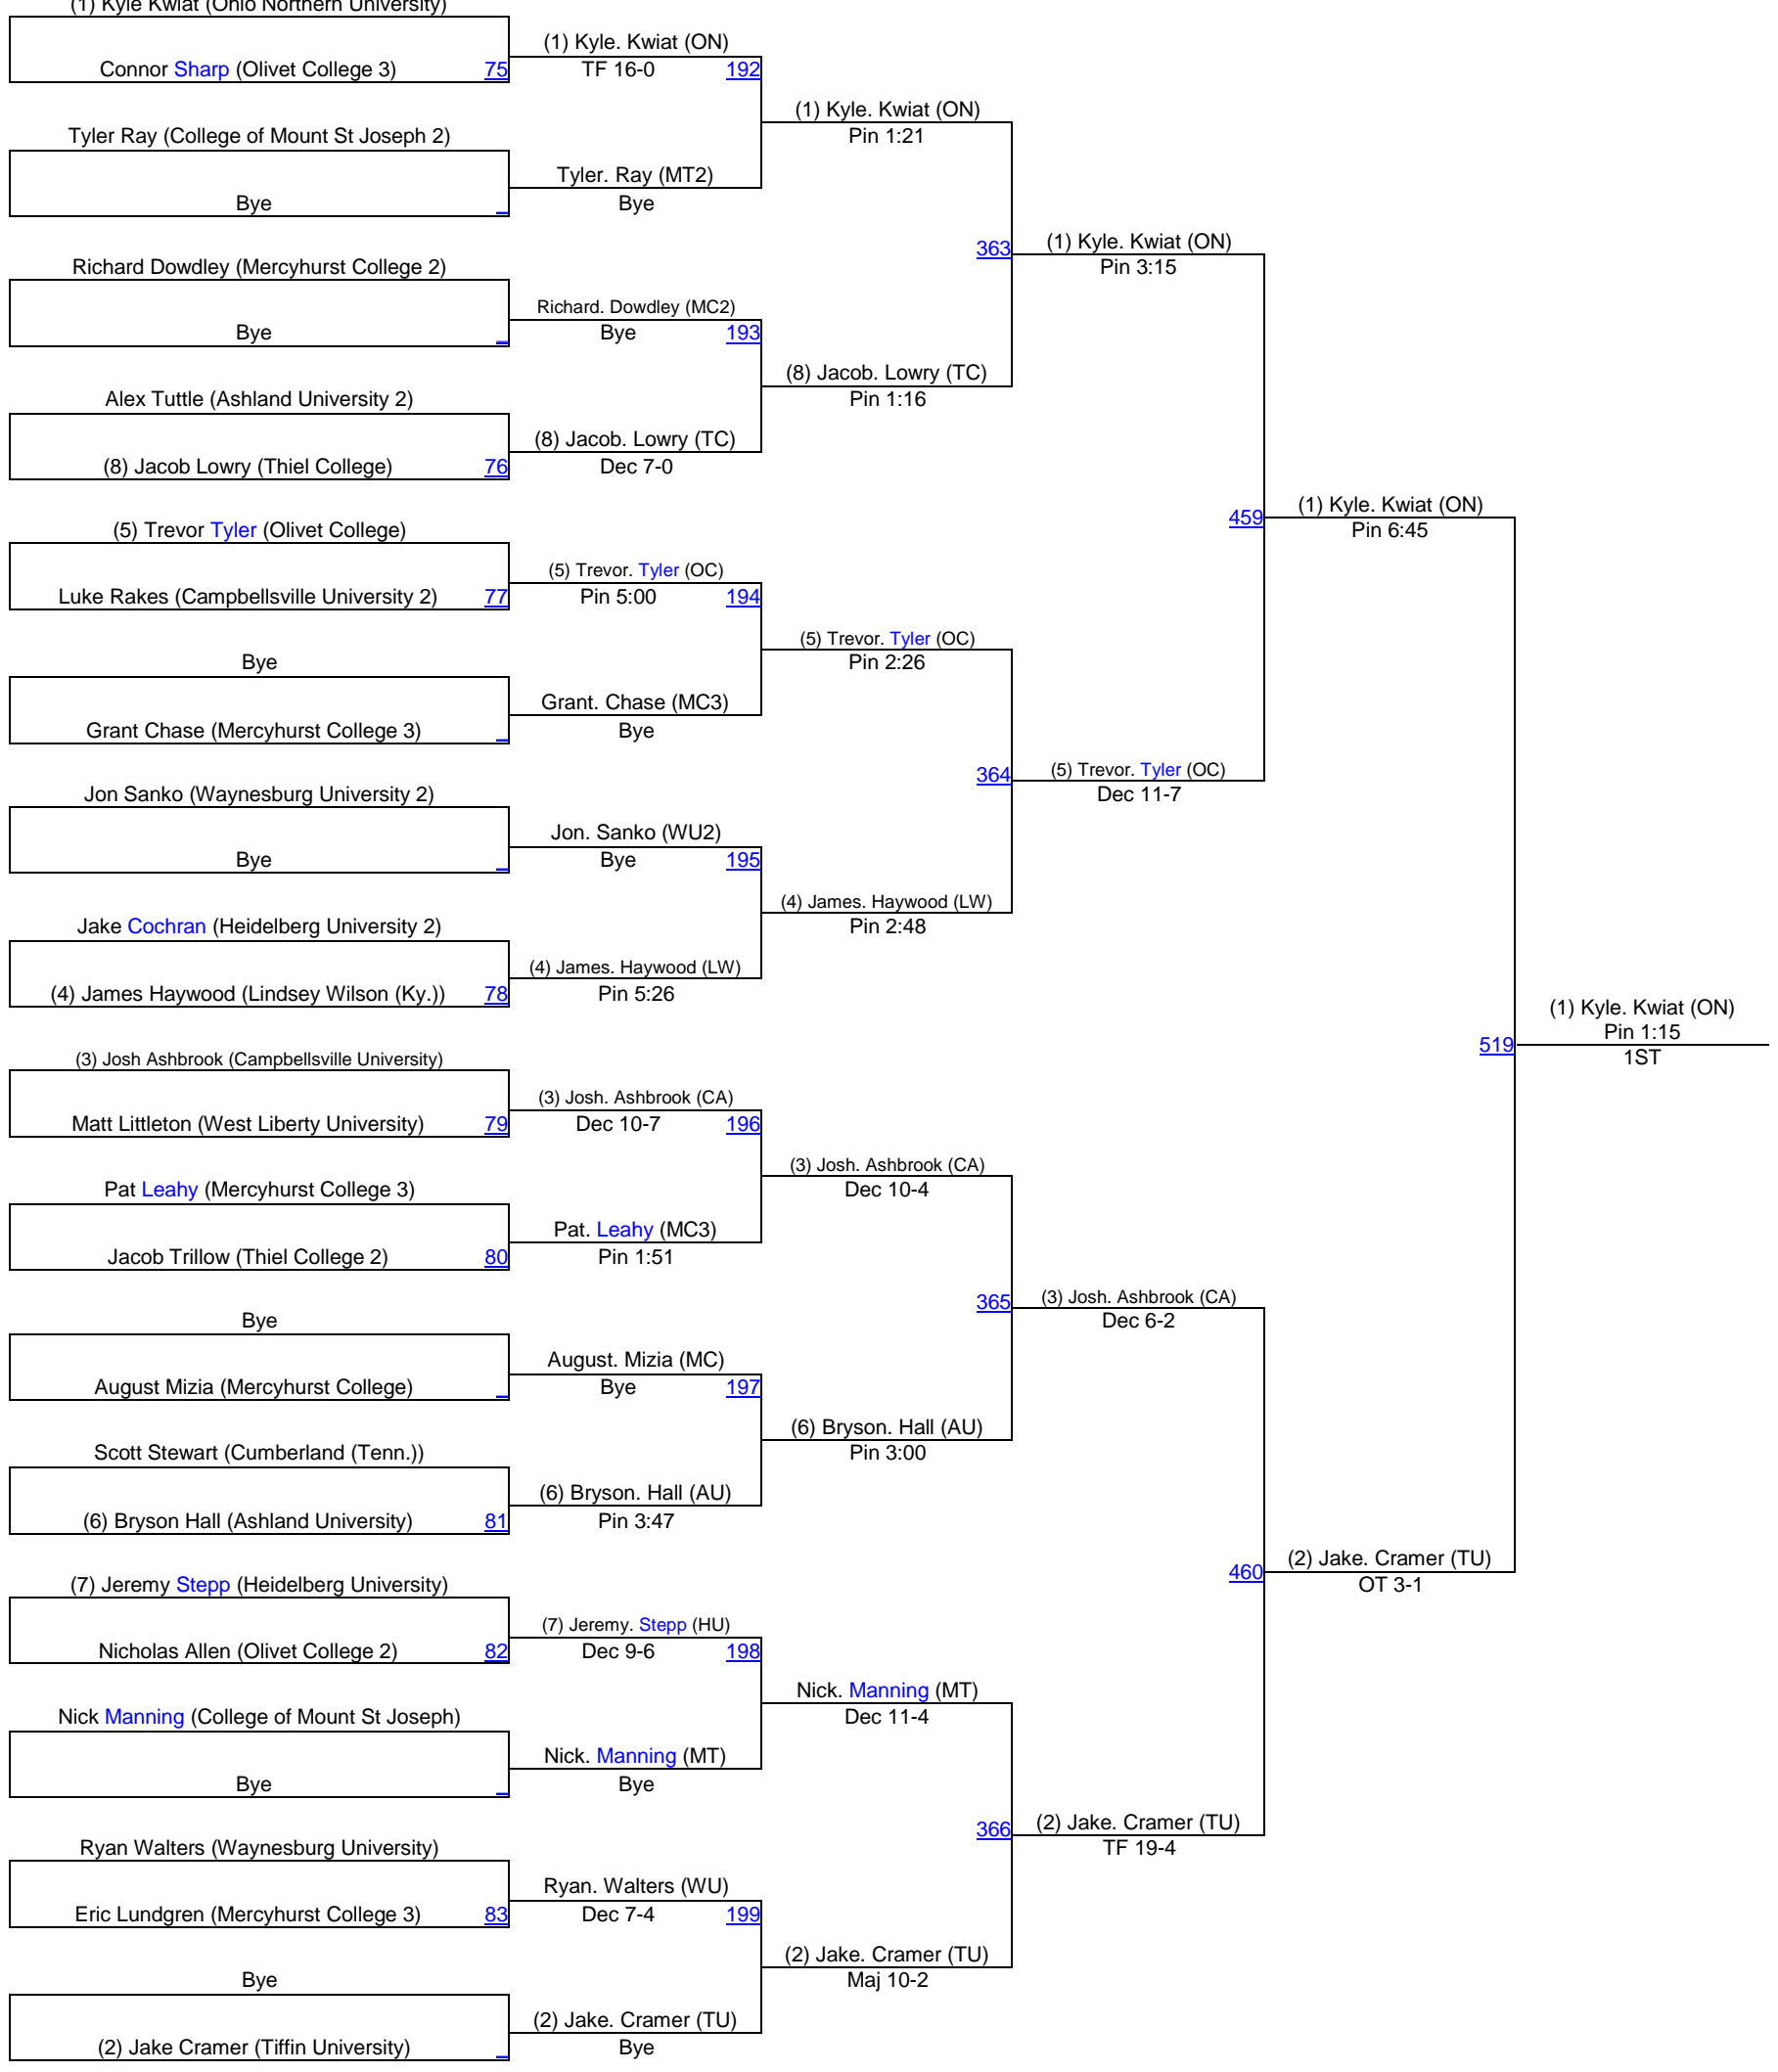 (1) Kyle Kwiat (Ohio Northern University)
Connor Sharp (Olivet College 3) 75
Tyler Ray (College of Mount St Joseph 2)
Bye
Richard Dowdley (Mercyhurst College 2)
Bye
Alex Tuttle (Ashland University 2)
(8) Jacob Lowry (Thiel College) 76
(5) Trevor Tyler (Olivet College)
Luke Rakes (Campbellsville University 2) 77
Bye
Grant Chase (Mercyhurst College 3)
Jon Sanko (Waynesburg University 2)
Bye
Jake Cochran (Heidelberg University 2)
(4) James Haywood (Lindsey Wilson (Ky.)) 78
(3) Josh Ashbrook (Campbellsville University)
Matt Littleton (West Liberty University) 79
Pat Leahy (Mercyhurst College 3)
Jacob Trillow (Thiel College 2) 80
Bye
August Mizia (Mercyhurst College)
Scott Stewart (Cumberland (Tenn.))
(6) Bryson Hall (Ashland University) 81
(7) Jeremy Stepp (Heidelberg University)
Nicholas Allen (Olivet College 2) 82
Nick Manning (College of Mount St Joseph)
Bye
Ryan Walters (Waynesburg University)
Eric Lundgren (Mercyhurst College 3) 83
Bye
(2) Jake Cramer (Tiffin University)
(1) Kyle. Kwiat (ON)
TF 16-0 192
Tyler. Ray (MT2)
Bye
Richard. Dowdley (MC2)
Bye 193
(8) Jacob. Lowry (TC)
Dec 7-0
(5) Trevor. Tyler (OC)
Pin 5:00 194
Grant. Chase (MC3)
Bye
Jon. Sanko (WU2)
Bye 195
(4) James. Haywood (LW)
Pin 5:26
(3) Josh. Ashbrook (CA)
Dec 10-7 196
Pat. Leahy (MC3)
Pin 1:51
August. Mizia (MC)
Bye 197
(6) Bryson. Hall (AU)
Pin 3:47
(7) Jeremy. Stepp (HU)
Dec 9-6 198
Nick. Manning (MT)
Bye
Ryan. Walters (WU)
Dec 7-4 199
(2) Jake. Cramer (TU)
Bye
(1) Kyle. Kwiat (ON)
Pin 1:21
363
(8) Jacob. Lowry (TC)
Pin 1:16
(5) Trevor. Tyler (OC)
Pin 2:26
364
(4) James. Haywood (LW)
Pin 2:48
(3) Josh. Ashbrook (CA)
Dec 10-4
365
(6) Bryson. Hall (AU)
Pin 3:00
Nick. Manning (MT)
Dec 11-4
366
(2) Jake. Cramer (TU)
Maj 10-2
(1) Kyle. Kwiat (ON)
Pin 3:15
459
(5) Trevor. Tyler (OC)
Dec 11-7
(3) Josh. Ashbrook (CA)
Dec 6-2
460
(2) Jake. Cramer (TU)
TF 19-4
(1) Kyle. Kwiat (ON)
Pin 6:45
519
(2) Jake. Cramer (TU)
OT 3-1
(1) Kyle. Kwiat (ON)
Pin 1:15
1ST